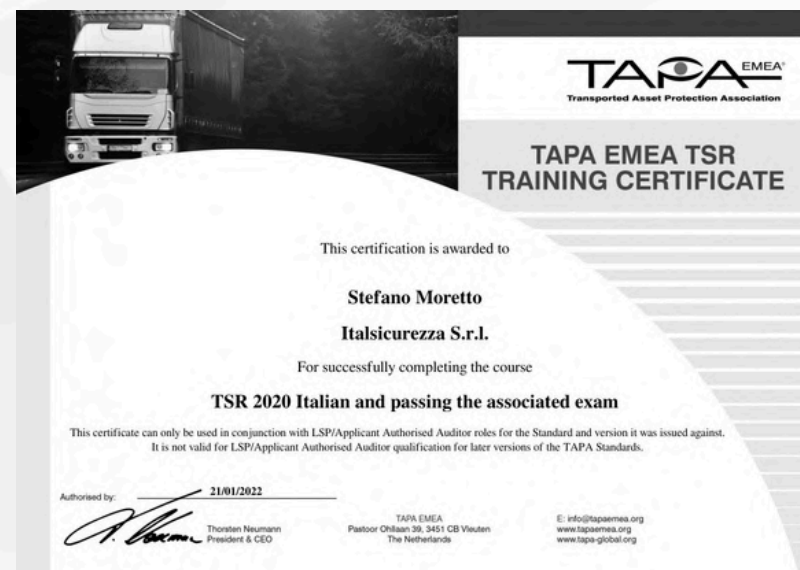 TAPA EMEA
Transported Asset Protection Association
TAPA EMEA TSR
TRAINING CERTIFICATE
This certification is awarded to
Stefano Moretto
Italsicurezza S.r.l.
For successfully completing the course
TSR 2020 Italian and passing the associated exam
This certificate can only be used in conjunction with LSP/Applicant Authorised Auditor roles for the Standard and version it was issued against.
It is not valid for LSP/Applicant Authorised Auditor qualification for later versions of the TAPA Standards.
Authorised by:
21/01/2022
Thorsten Neumann
President & CEO
TAPA EMEA
Pastoor Ohllaan 39, 3451 CB Vleuten
The Netherlands
E: info@tapaemea.org
www.tapaemea.org
www.tapa-global.org